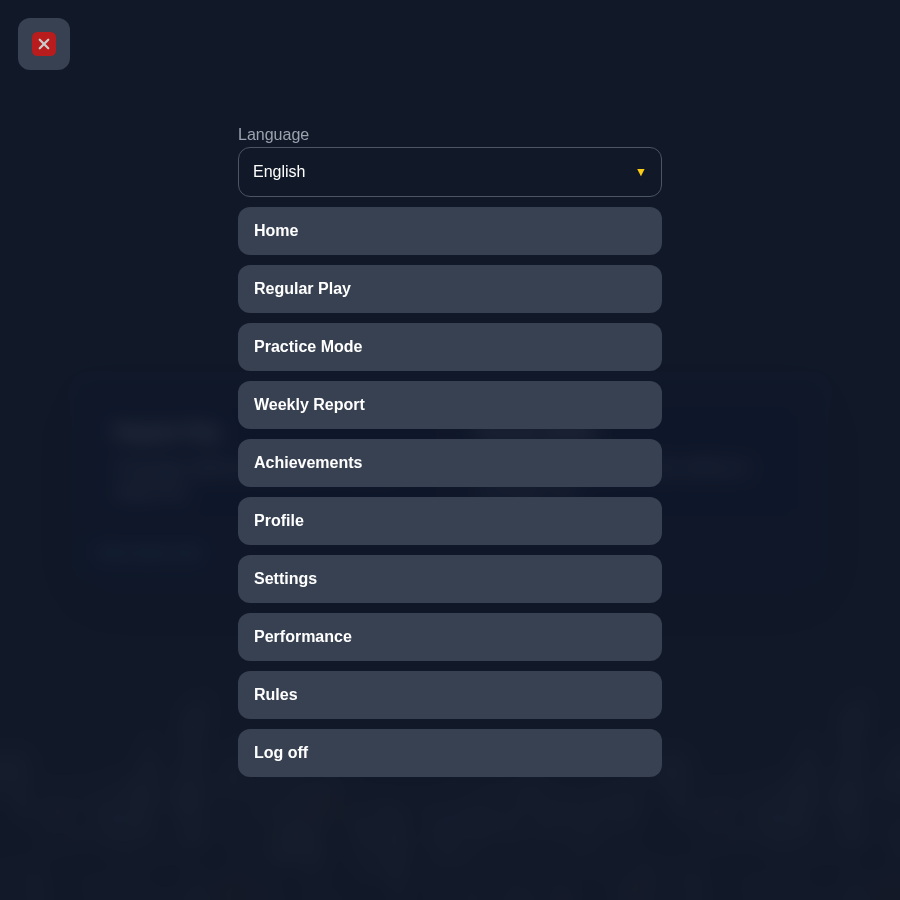 Language
English
Home
Regular Play
Practice Mode
Weekly Report
Achievements
Profile
Settings
Performance
Rules
Log off